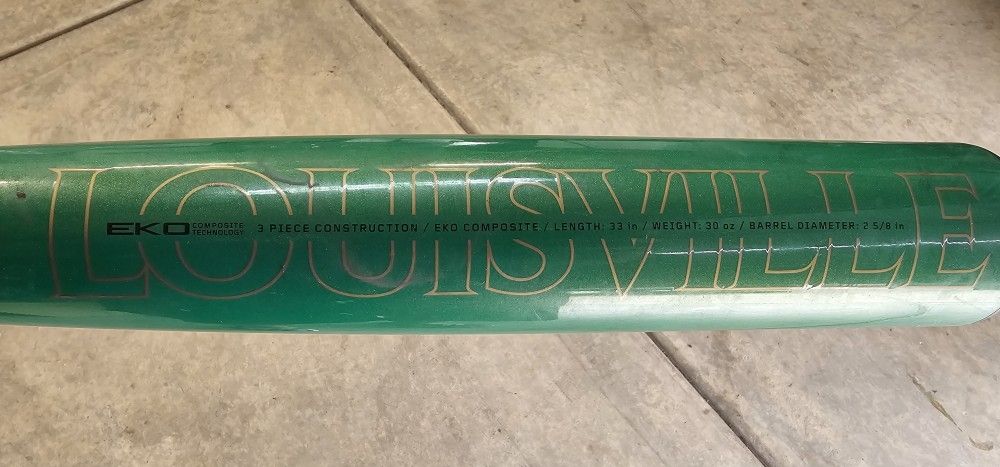 LOUISVILLE
EKO COMPOSITE TECHNOLOGY 3 PIECE CONSTRUCTION / EKO COMPOSITE / LENGTH: 33 in / WEIGHT: 30 oz / BARREL DIAMETER: 2 5/8 in